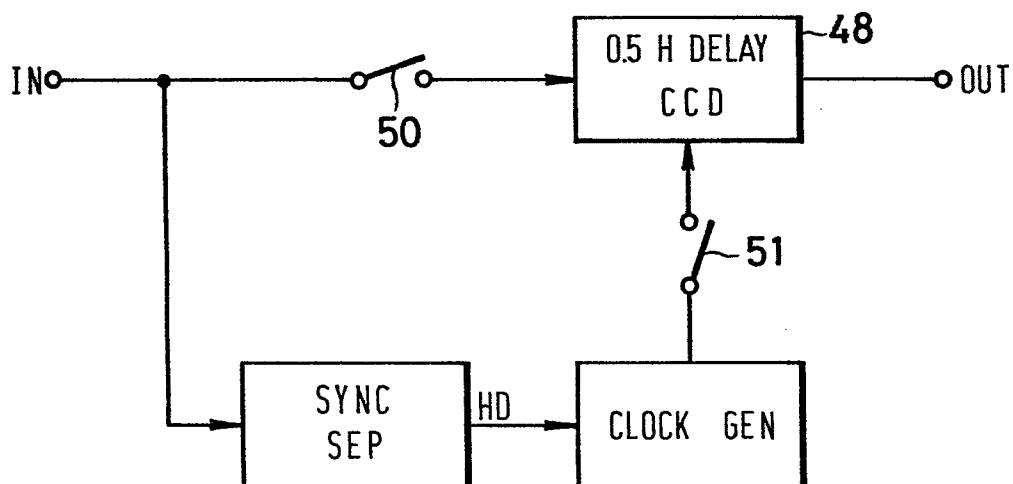 IN
50
0.5 H DELAY
CCD
48
OUT
51
SYNC
SEP
HD
CLOCK GEN